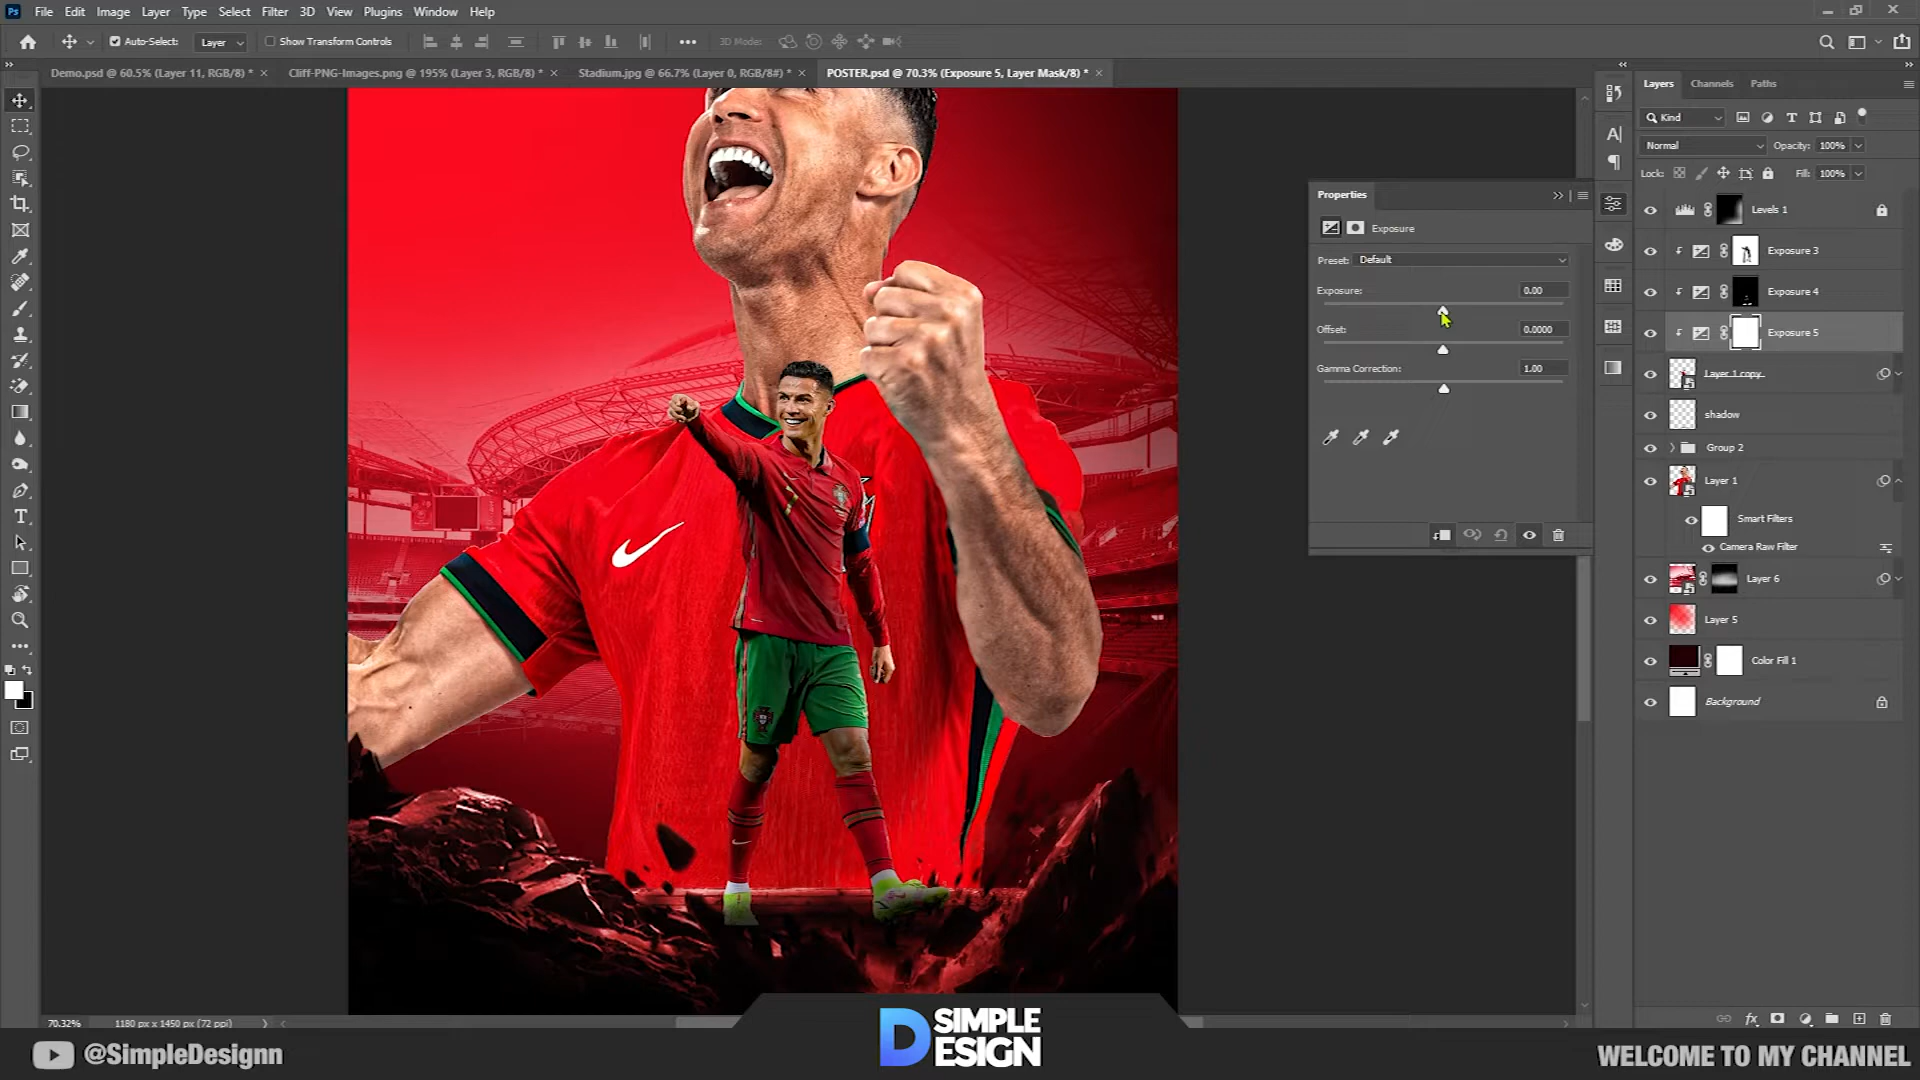 Ps File Edit Image Layer Type Select Filter 3D View Plugins Window Help
Auto-Select: Layer Show Transform Controls 3D Mode:
Demo.psd @ 60.5% (Layer 11, RGB/8) * × Cliff-PNG-Images.png @ 195% (Layer 3, RGB/8) * × Stadium.jpg @ 66.7% (Layer 0, RGB/8#) * × POSTER.psd @ 70.3% (Exposure 5, Layer Mask/8) * ×
Layers Channels Paths
Kind
Normal Opacity: 100%
Lock: Fill: 100%
Levels 1
Exposure 3
Exposure 4
Exposure 5
Layer 1 copy
shadow
Group 2
Layer 1
Smart Filters
Camera Raw Filter
Layer 6
Layer 5
Color Fill 1
Background
Properties
Exposure
Preset: Default
Exposure: 0.00
Offset: 0.0000
Gamma Correction: 1.00
7
70.32% 1180 px x 1450 px (72 ppi)
@SimpleDesignn
D SIMPLE
ESIGN
WELCOME TO MY CHANNEL